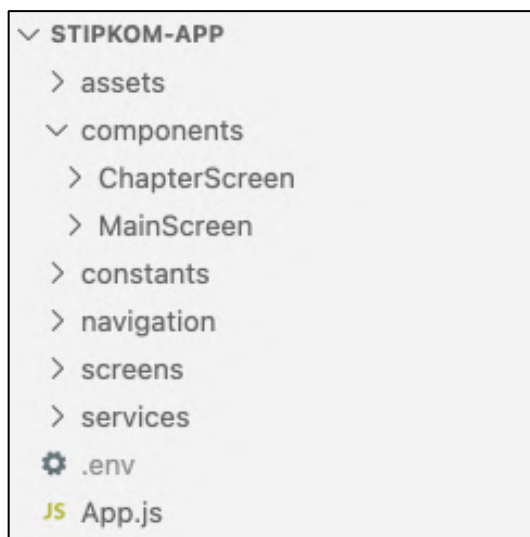 STIPKOM-APP
assets
components
ChapterScreen
MainScreen
constants
navigation
screens
services
.env
JS App.js